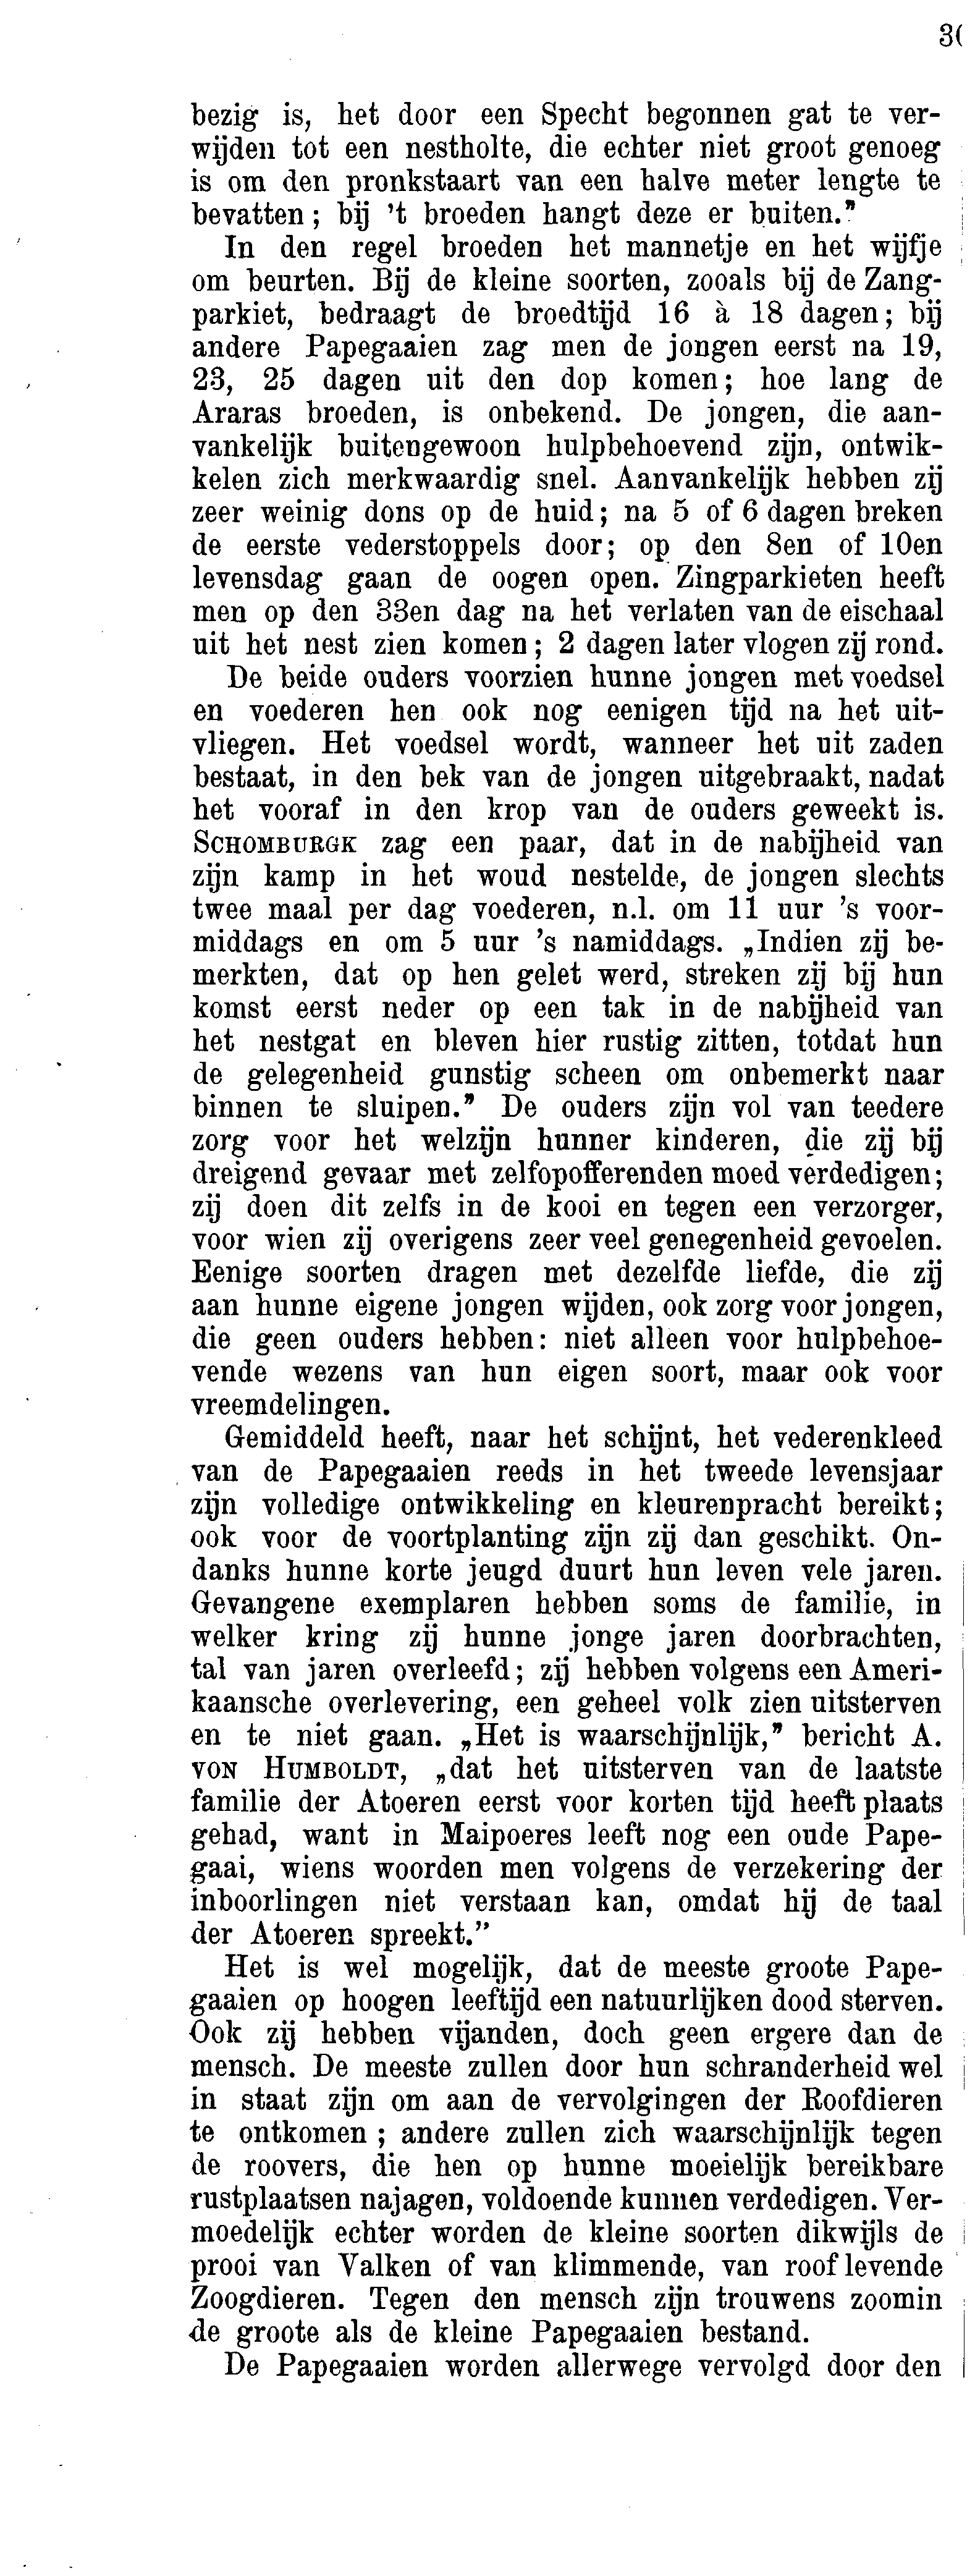 bezig is, het door een Specht begonnen gat te ver-
wijden tot een nestholte, die echter niet groot genoeg
is om den pronkstaart van een halve meter lengte te
bevatten; bij 't broeden hangt deze er buiten."
In den regel broeden het mannetje en het wijfje
om beurten. Bij de kleine soorten, zooals bij de Zang-
parkiet, bedraagt de broedtijd 16 à 18 dagen; bij
andere Papegaaien zag men de jongen eerst na 19,
23, 25 dagen uit den dop komen; hoe lang de
Araras broeden, is onbekend. De jongen, die aan-
vankelijk buitengewoon hulpbehoevend zijn, ontwik-
kelen zich merkwaardig snel. Aanvankelijk hebben zij
zeer weinig dons op de huid; na 5 of 6 dagen breken
de eerste vederstoppels door; op den 8en of 10en
levensdag gaan de oogen open. Zingparkieten heeft
men op den 33en dag na het verlaten van de eischaal
uit het nest zien komen; 2 dagen later vlogen zij rond.
De beide ouders voorzien hunne jongen met voedsel
en voederen hen ook nog eenigen tijd na het uit-
vliegen. Het voedsel wordt, wanneer het uit zaden
bestaat, in den bek van de jongen uitgebraakt, nadat
het vooraf in den krop van de ouders geweekt is.
SCHOMBURGK zag een paar, dat in de nabijheid van
zijn kamp in het woud nestelde, de jongen slechts
twee maal per dag voederen, n.l. om 11 uur 's voor-
middags en om 5 uur 's namiddags. „Indien zij be-
merkten, dat op hen gelet werd, streken zij bij hun
komst eerst neder op een tak in de nabijheid van
het nestgat en bleven hier rustig zitten, totdat hun
de gelegenheid gunstig scheen om onbemerkt naar
binnen te sluipen." De ouders zijn vol van teedere
zorg voor het welzijn hunner kinderen, die zij bij
dreigend gevaar met zelfopofferenden moed verdedigen;
zij doen dit zelfs in de kooi en tegen een verzorger,
voor wien zij overigens zeer veel genegenheid gevoelen.
Eenige soorten dragen met dezelfde liefde, die zij
aan hunne eigene jongen wijden, ook zorg voor jongen,
die geen ouders hebben: niet alleen voor hulpbehoe-
vende wezens van hun eigen soort, maar ook voor
vreemdelingen.
Gemiddeld heeft, naar het schijnt, het vederenkleed
van de Papegaaien reeds in het tweede levensjaar
zijn volledige ontwikkeling en kleurenpracht bereikt;
ook voor de voortplanting zijn zij dan geschikt. On-
danks hunne korte jeugd duurt hun leven vele jaren.
Gevangene exemplaren hebben soms de familie, in
welker kring zij hunne jonge jaren doorbrachten,
tal van jaren overleefd; zij hebben volgens een Ameri-
kaansche overlevering, een geheel volk zien uitsterven
en te niet gaan. „Het is waarschijnlijk," bericht A.
VON HUMBOLDT, „dat het uitsterven van de laatste
familie der Atoeren eerst voor korten tijd heeft plaats
gehad, want in Maipoeres leeft nog een oude Pape-
gaai, wiens woorden men volgens de verzekering der
inboorlingen niet verstaan kan, omdat hij de taal
der Atoeren spreekt."
Het is wel mogelijk, dat de meeste groote Pape-
gaaien op hoogen leeftijd een natuurlijken dood sterven.
Ook zij hebben vijanden, doch geen ergere dan de
mensch. De meeste zullen door hun schranderheid wel
in staat zijn om aan de vervolgingen der Roofdieren
te ontkomen; andere zullen zich waarschijnlijk tegen
de roovers, die hen op hunne moeielijk bereikbare
rustplaatsen najagen, voldoende kunnen verdedigen. Ver-
moedelijk echter worden de kleine soorten dikwijls de
prooi van Valken of van klimmende, van roof levende
Zoogdieren. Tegen den mensch zijn trouwens zoomin
de groote als de kleine Papegaaien bestand.
De Papegaaien worden allerwege vervolgd door den